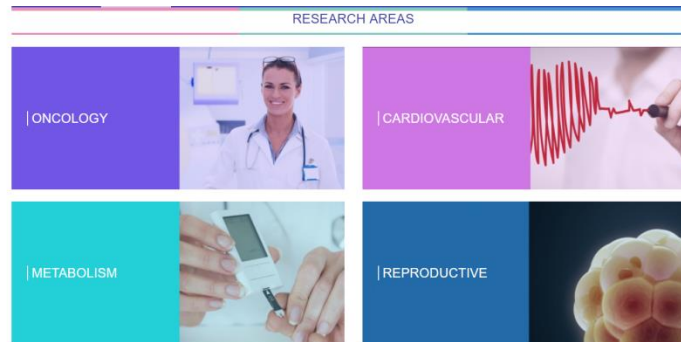 RESEARCH AREAS
ONCOLOGY
CARDIOVASCULAR
METABOLISM
REPRODUCTIVE